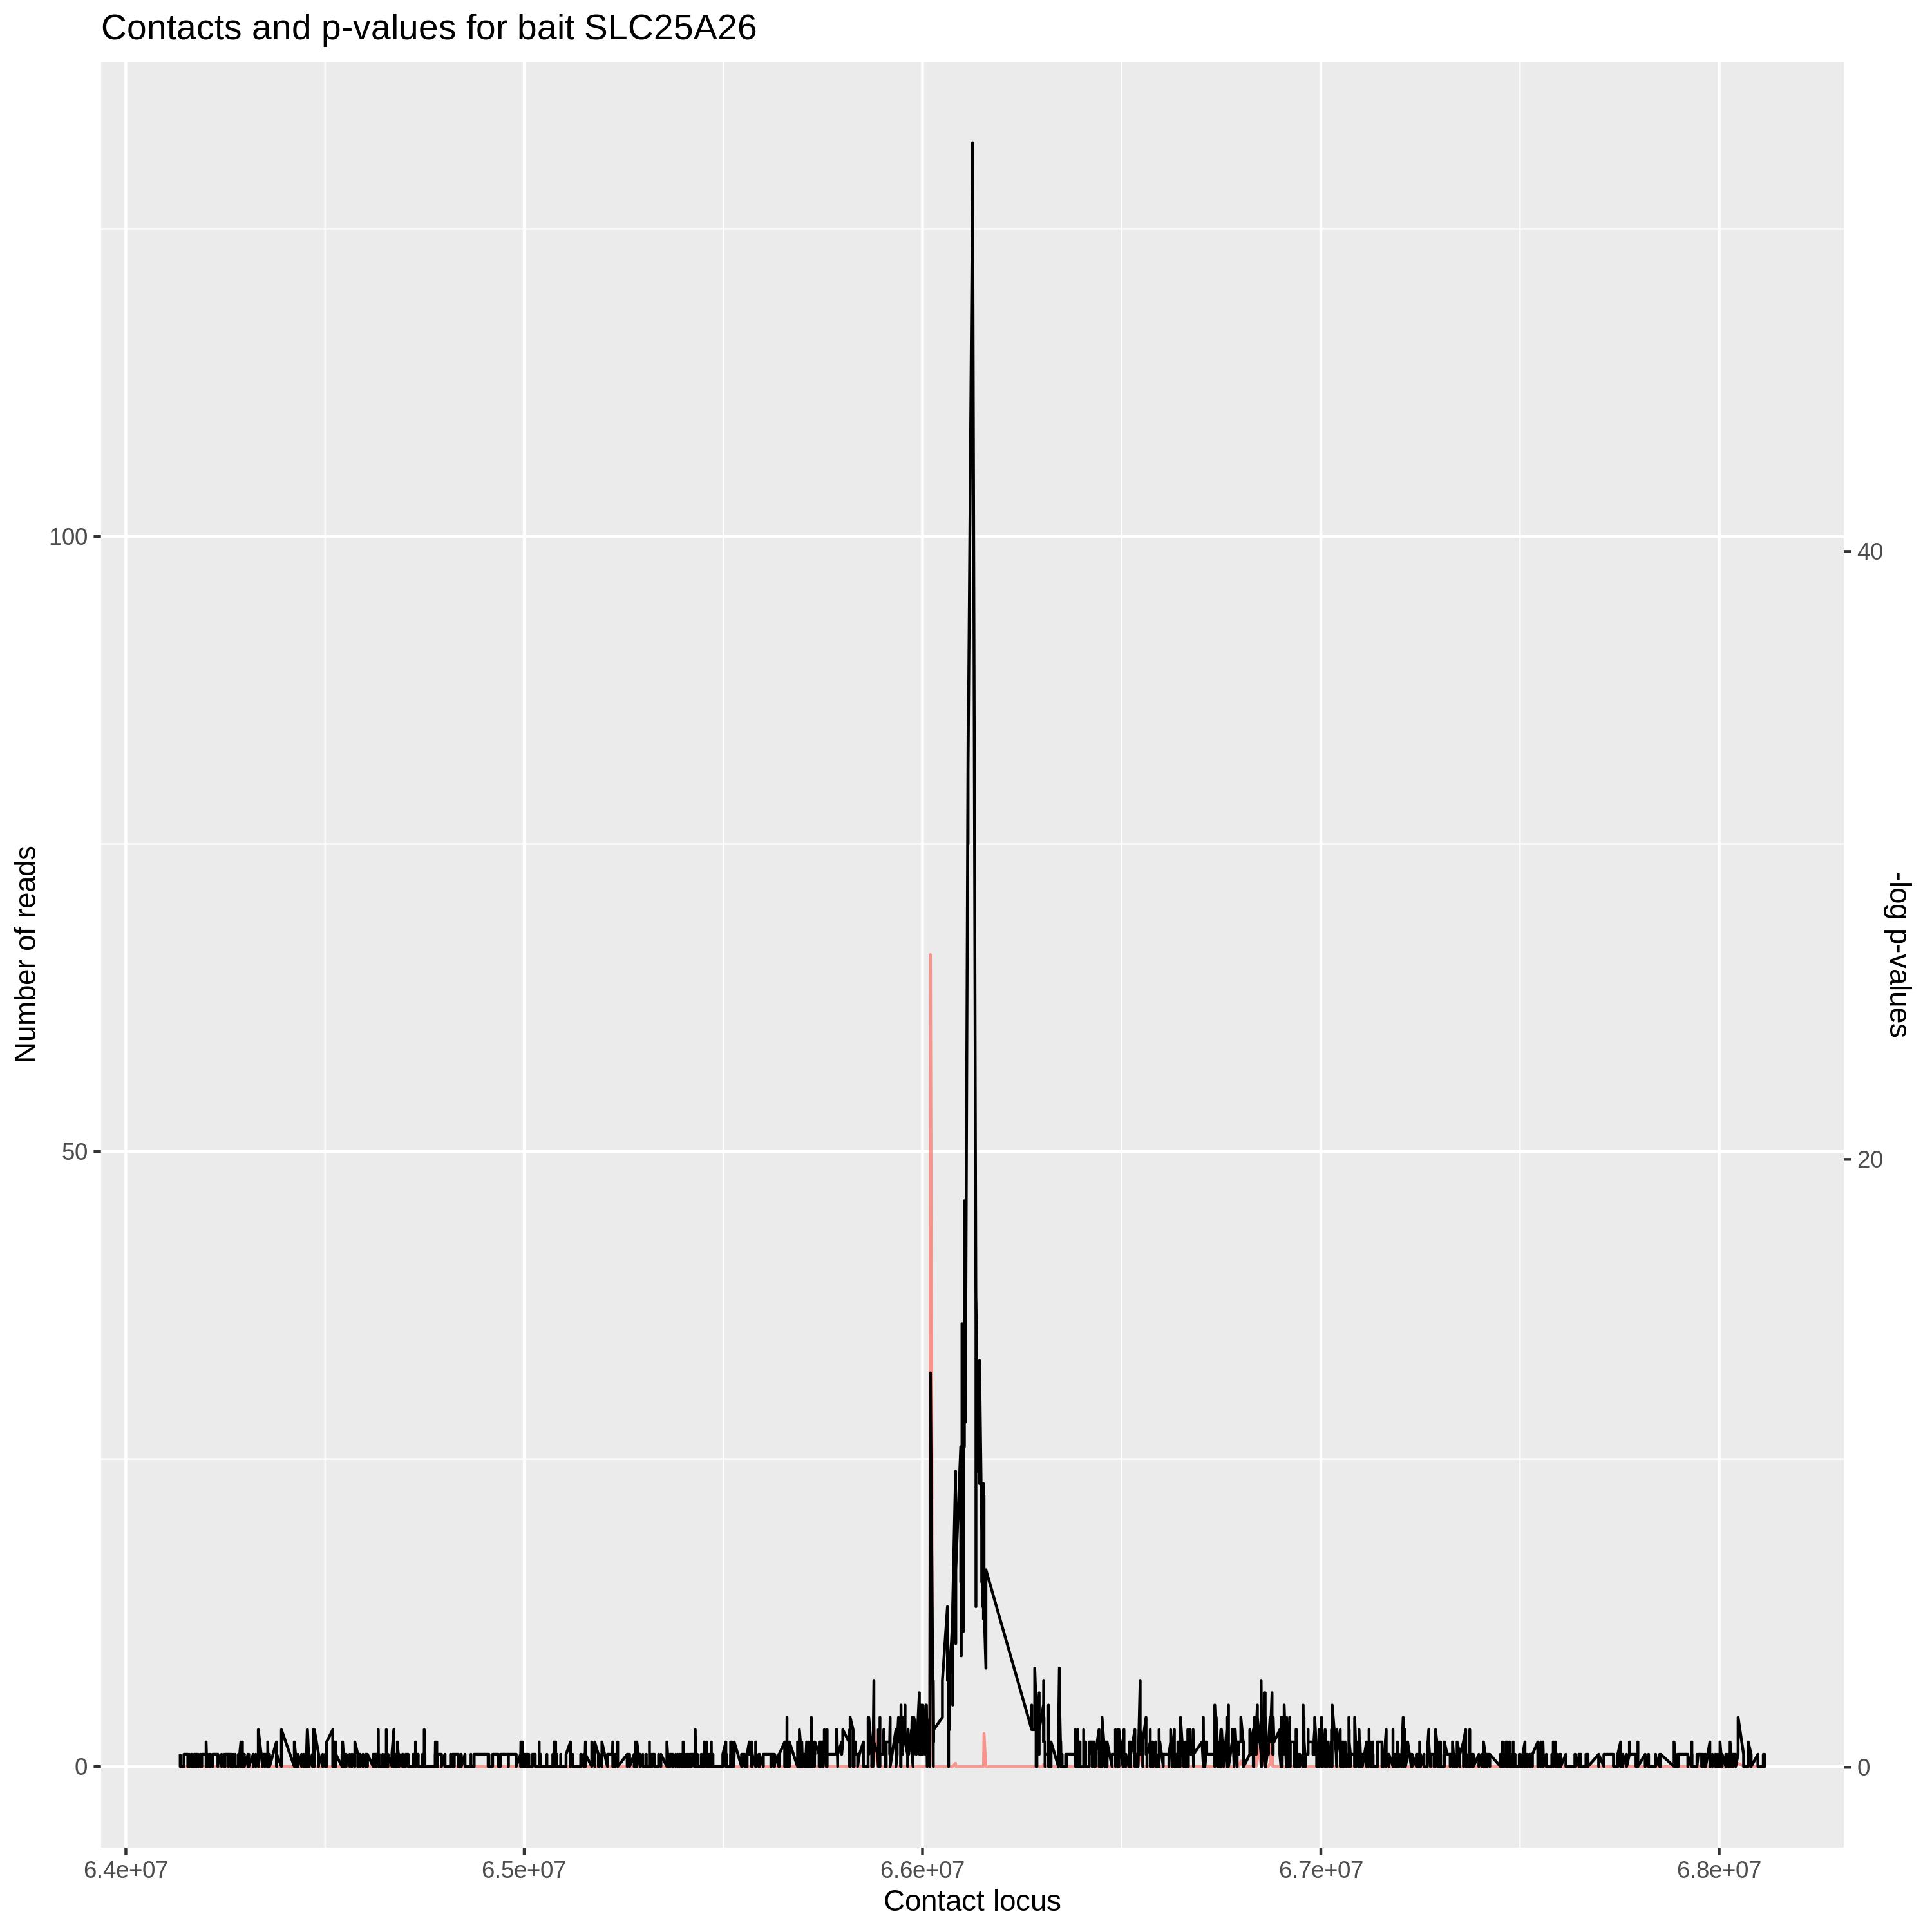 Contacts and p-values for bait SLC25A26
Number of reads
100
50
0
40
20
0
-log p-values
6.4e+07
6.5e+07
6.6e+07
6.7e+07
6.8e+07
Contact locus